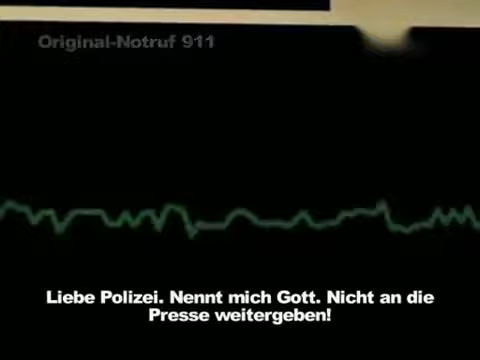 Original-Notruf 911
Liebe Polizei. Nennt mich Gott. Nicht an die
Presse weitergeben!